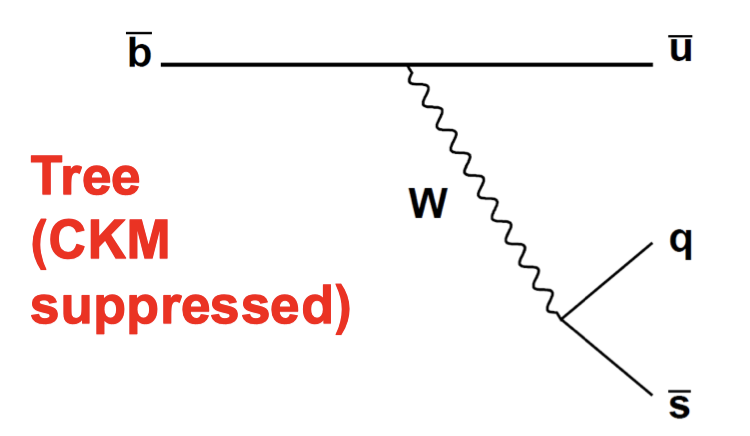 b̅
u̅
Tree
(CKM
suppressed)
W
q
s̅